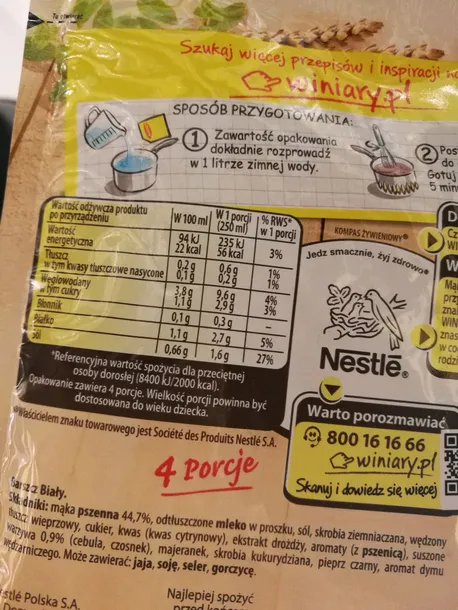 Tu otwierać
Szukaj więcej przepisów i inspiracji na
winiary.pl
SPOSÓB PRZYGOTOWANIA:
1 Zawartość opakowania
dokładnie rozprowadź
w 1 litrze zimnej wody.
2 Pos
do
Gotuj
5 min
Wartość odżywcza produktu po przyrządzeniu W 100 ml W 1 porcji (250 ml) % RWS* w 1 porcji
Wartość energetyczna 94 kJ 22 kcal 235 kJ 56 kcal 3%
Tłuszcz 0,2 g 0,6 g 1%
w tym kwasy tłuszczowe nasycone 0,1 g 0,2 g 1%
Węglowodany 3,8 g 9,6 g 4%
w tym cukry 1,1 g 2,9 g 3%
Błonnik 0,1 g 0,3 g –
Białko 1,1 g 2,7 g 5%
Sól 0,66 g 1,6 g 27%
*Referencyjna wartość spożycia dla przeciętnej
osoby dorosłej (8400 kJ/2000 kcal).
Opakowanie zawiera 4 porcje. Wielkość porcji powinna być
dostosowana do wieku dziecka.
Właścicielem znaku towarowego jest Société des Produits Nestlé S.A.
KOMPAS ŻYWIENIOWY®
Jedz smacznie, żyj zdrowo®
Nestlé®
Warto porozmawiać
800 16 16 66
winiary.pl
Skanuj i dowiedz się więcej
4 Porcje
Barszcz Biały.
Składniki: mąka pszenna 44,7%, odtłuszczone mleko w proszku, sól, skrobia ziemniaczana, wędzony
tłuszcz wieprzowy, cukier, kwas (kwas cytrynowy), ekstrakt drożdży, aromaty (z pszenicą), suszone
warzywa 0,9% (cebula, czosnek), majeranek, skrobia kukurydziana, pieprz czarny, aromat dymu
wędzarniczego. Może zawierać: jaja, soję, seler, gorczycę.
Nestlé Polska S.A.
Najlepiej spożyć
przed końcem